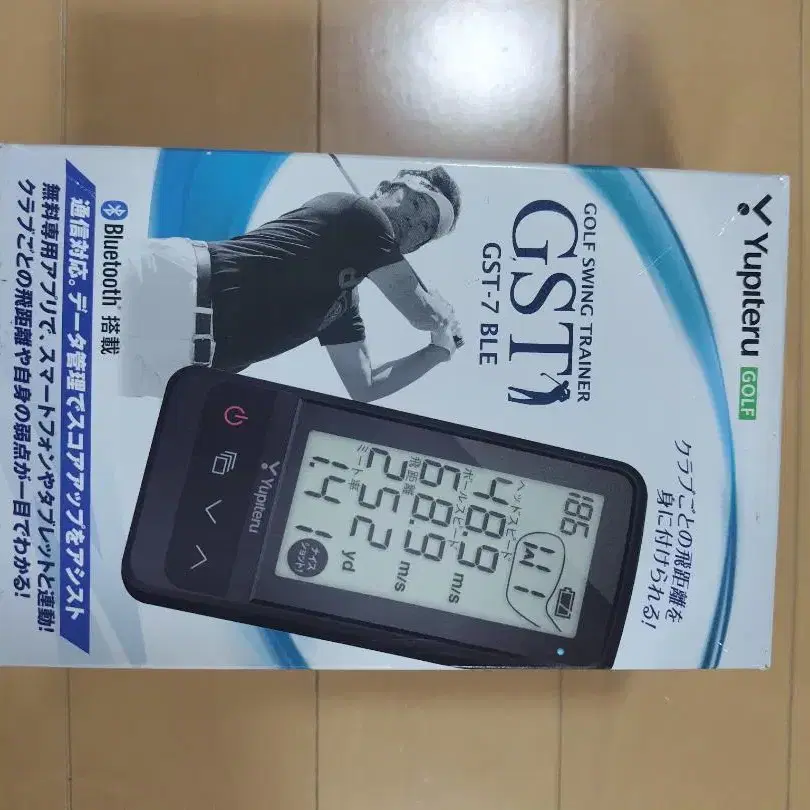 Yupiteru GOLF
クラブごとの飛距離を
身に付けられる!
GOLF SWING TRAINER
GST
GST-7 BLE
186
W1
ヘッドスピード
48.9 m/s
ボールスピード
68.9 m/s
飛距離
252 yd
ミート率
1.41
ナイス
ショット!
Yupiteru
Bluetooth 搭載
通信対応。データ管理でスコアアップをアシスト
無料専用アプリで、スマートフォンやタブレットと連動!
クラブごとの飛距離や自身の弱点が一目でわかる!